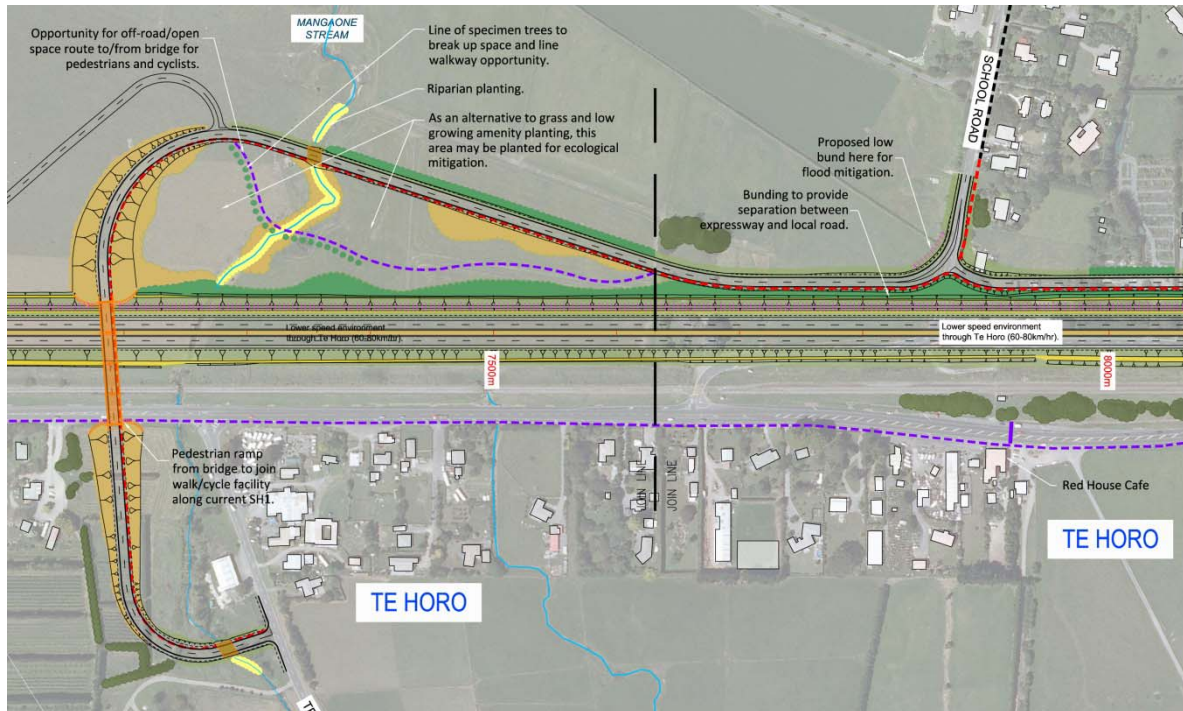 Opportunity for off-road/open
space route to/from bridge for
pedestrians and cyclists.
MANGAONE
STREAM
Line of specimen trees to
break up space and line
walkway opportunity.
Riparian planting.
As an alternative to grass and low
growing amenity planting, this
area may be planted for ecological
mitigation.
SCHOOL ROAD
Proposed low
bund here for
flood mitigation.
Bunding to provide
separation between
expressway and local road.
Lower speed environment
through Te Horo (60-80km/hr).
Lower speed environment
through Te Horo (60-80km/hr).
7500m
8000m
Pedestrian ramp
from bridge to join
walk/cycle facility
along current SH1.
JOIN LINE
JOIN LINE
Red House Cafe
TE HORO
TE HORO